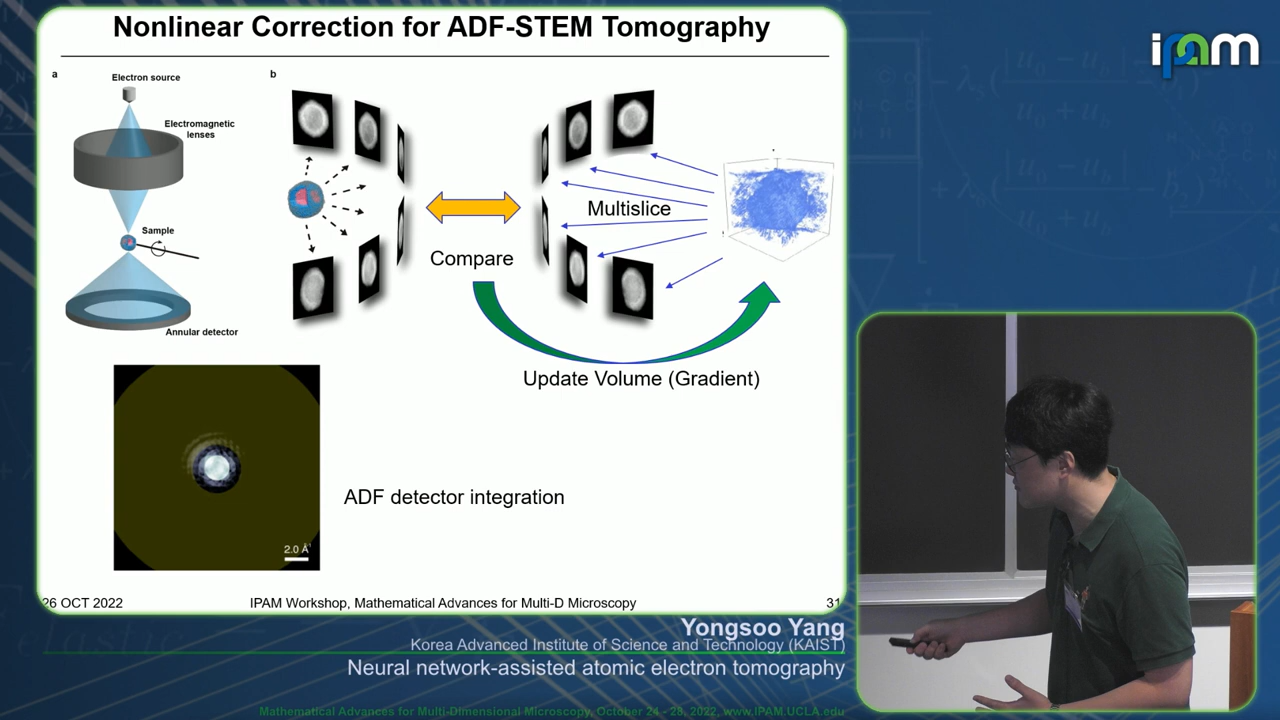 Nonlinear Correction for ADF-STEM Tomography
a
Electron source
Electromagnetic
lenses
Sample
Annular detector
b
Multislice
Compare
Update Volume (Gradient)
2.0 Å
ADF detector integration
26 OCT 2022
IPAM Workshop, Mathematical Advances for Multi-D Microscopy
31
ipam
Yongsoo Yang
Korea Advanced Institute of Science and Technology (KAIST)
Neural network-assisted atomic electron tomography
Mathematical Advances for Multi-Dimensional Microscopy, October 24 - 28, 2022, www.IPAM.UCLA.edu